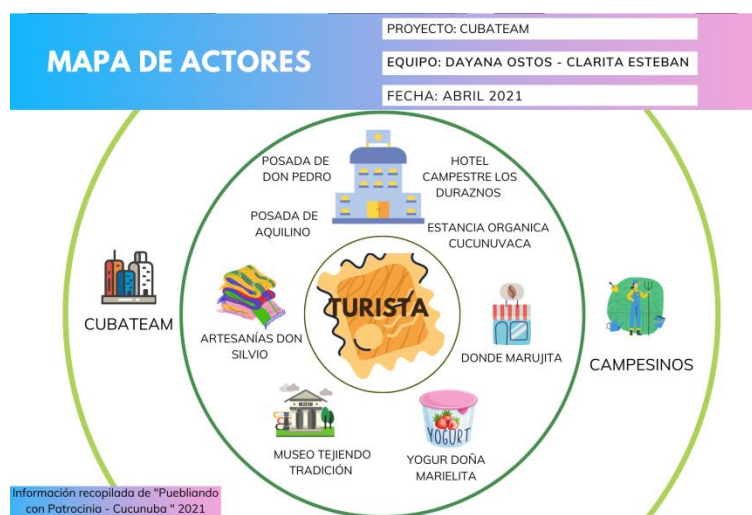 MAPA DE ACTORES
PROYECTO: CUBATEAM
EQUIPO: DAYANA OSTOS - CLARITA ESTEBAN
FECHA: ABRIL 2021
POSADA DE
DON PEDRO
HOTEL
CAMPESTRE LOS
DURAZNOS
POSADA DE
AQUILINO
ESTANCIA ORGANICA
CUCUNUVACA
CUBATEAM
TURISTA
ARTESANÍAS DON
SILVIO
DONDE MARUJITA
CAMPESINOS
MUSEUM
MUSEO TEJIENDO
TRADICIÓN
YOGURT
YOGUR DOÑA
MARIELITA
Información recopilada de "Puebliando
con Patrocinia - Cucunuba " 2021